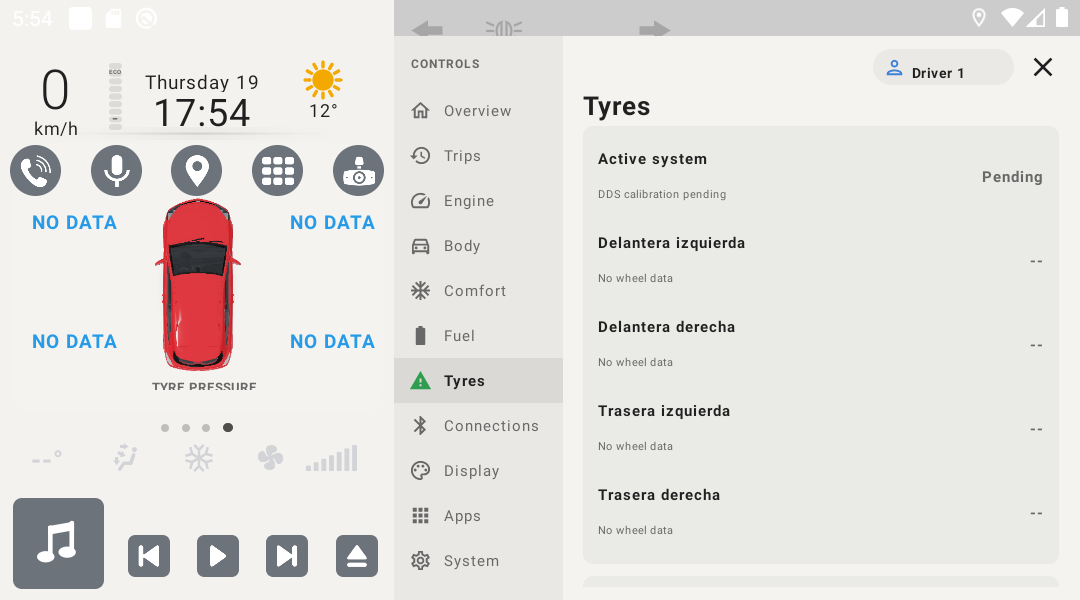 5:54
0
km/h
ECO
Thursday 19
17:54
12°
NO DATA
NO DATA
NO DATA
NO DATA
TYRE PRESSURE
--°
CONTROLS
Overview
Trips
Engine
Body
Comfort
Fuel
Tyres
Connections
Display
Apps
System
Driver 1
Tyres
Active system
DDS calibration pending
Pending
Delantera izquierda
No wheel data
--
Delantera derecha
No wheel data
--
Trasera izquierda
No wheel data
--
Trasera derecha
No wheel data
--